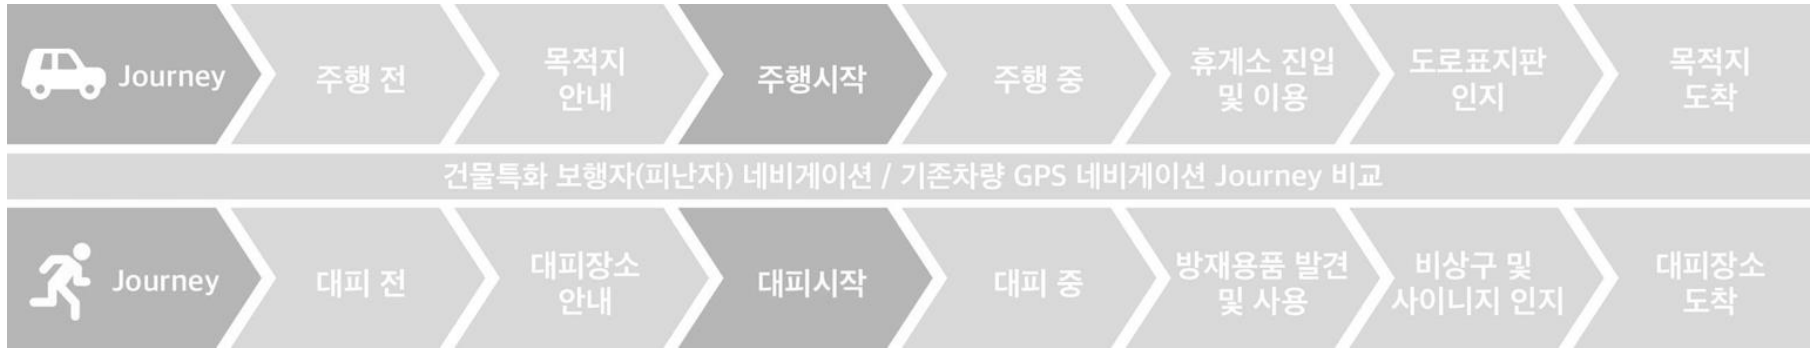 Journey
주행 전
목적지
안내
주행시작
주행 중
휴게소 진입
및 이용
도로표지판
인지
목적지
도착
건물특화 보행자(피난자) 네비게이션 / 기존차량 GPS 네비게이션 Journey 비교
Journey
대피 전
대피장소
안내
대피시작
대피 중
방재용품 발견
및 사용
비상구 및
사이니지 인지
대피장소
도착